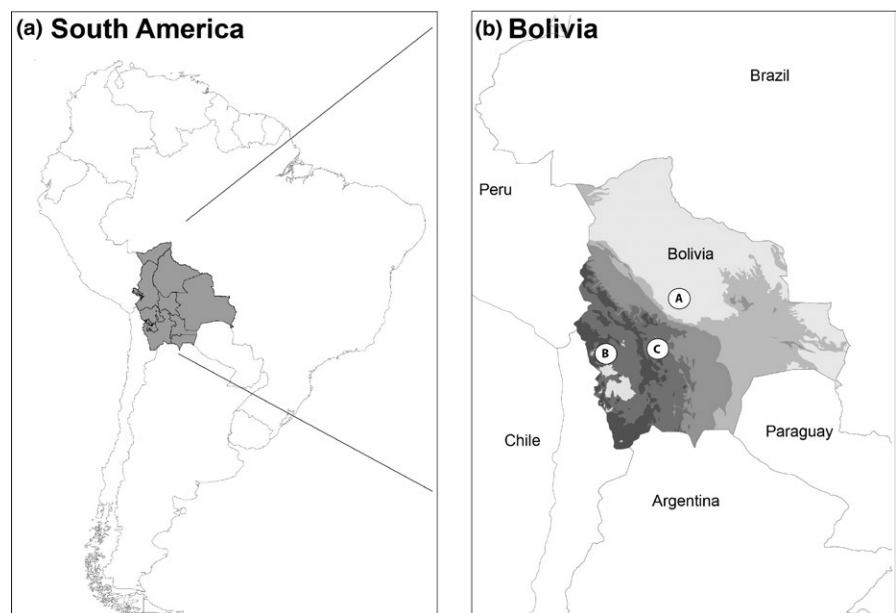 (a) South America
(b) Bolivia
Brazil
Peru
Bolivia
A
B
C
Chile
Paraguay
Argentina